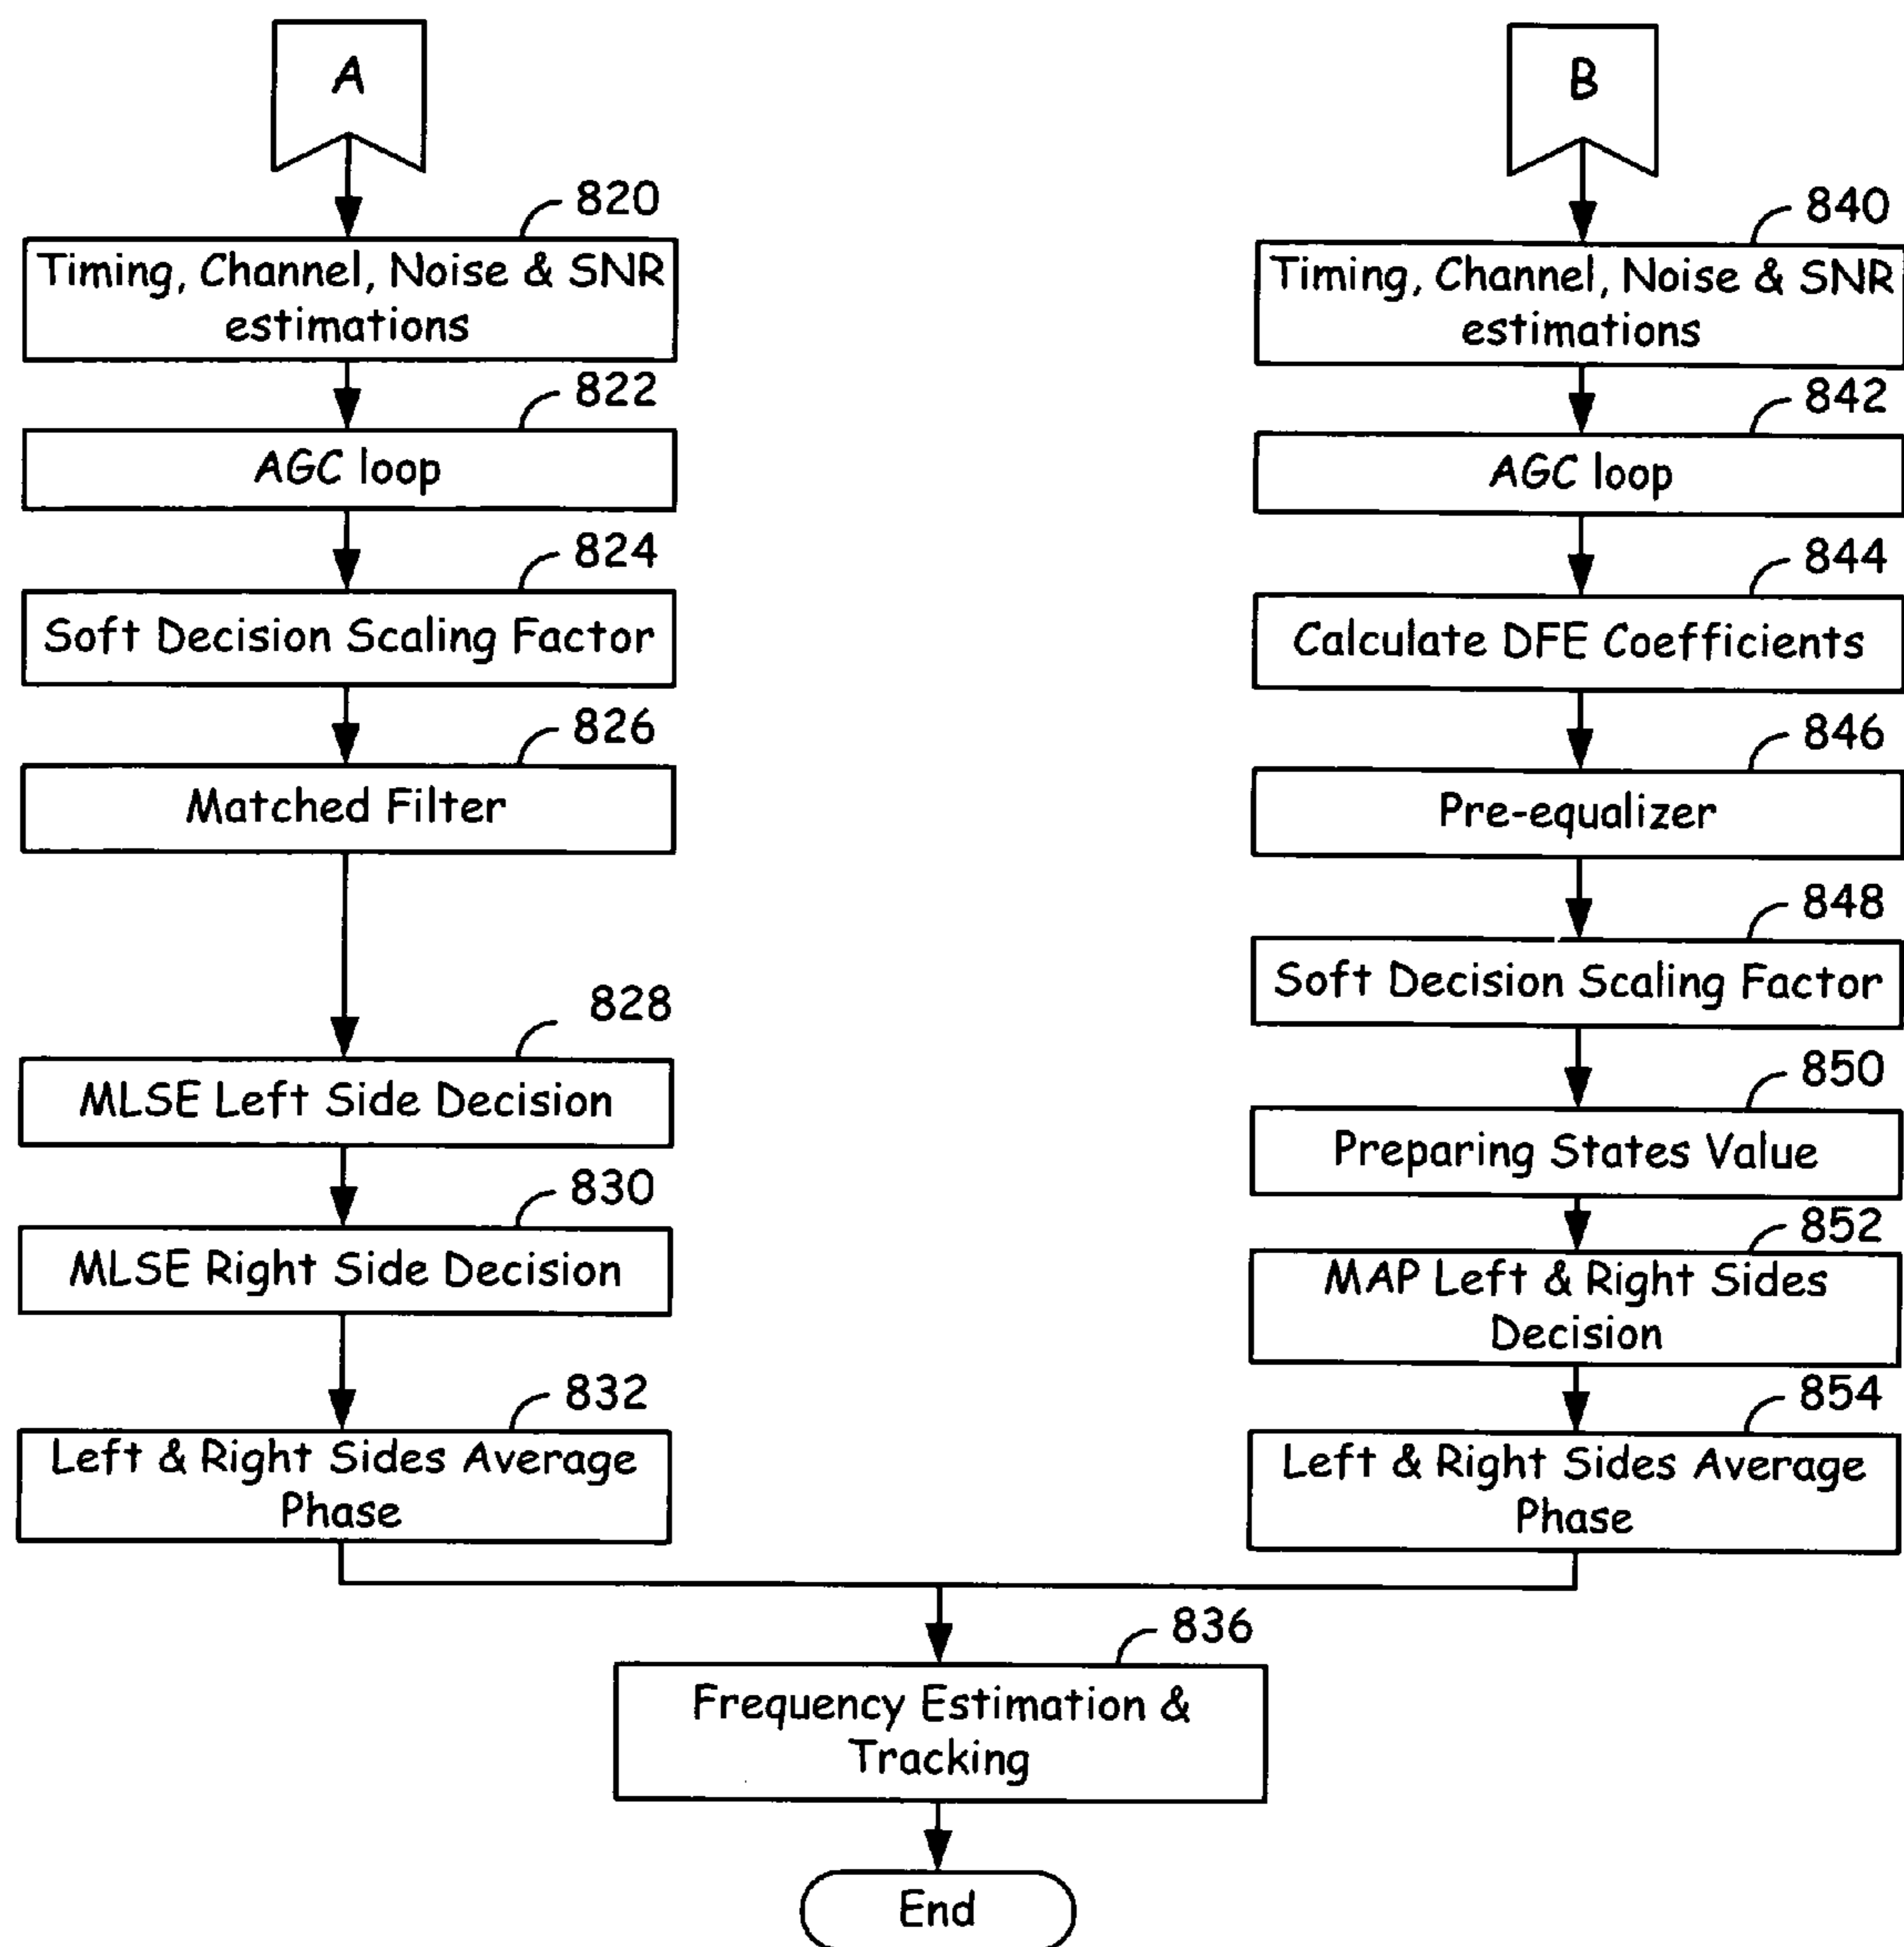 A
820
Timing, Channel, Noise & SNR
estimations
822
AGC loop
824
Soft Decision Scaling Factor
826
Matched Filter
828
MLSE Left Side Decision
830
MLSE Right Side Decision
832
Left & Right Sides Average
Phase
B
840
Timing, Channel, Noise & SNR
estimations
842
AGC loop
844
Calculate DFE Coefficients
846
Pre-equalizer
848
Soft Decision Scaling Factor
850
Preparing States Value
852
MAP Left & Right Sides
Decision
854
Left & Right Sides Average
Phase
836
Frequency Estimation &
Tracking
End